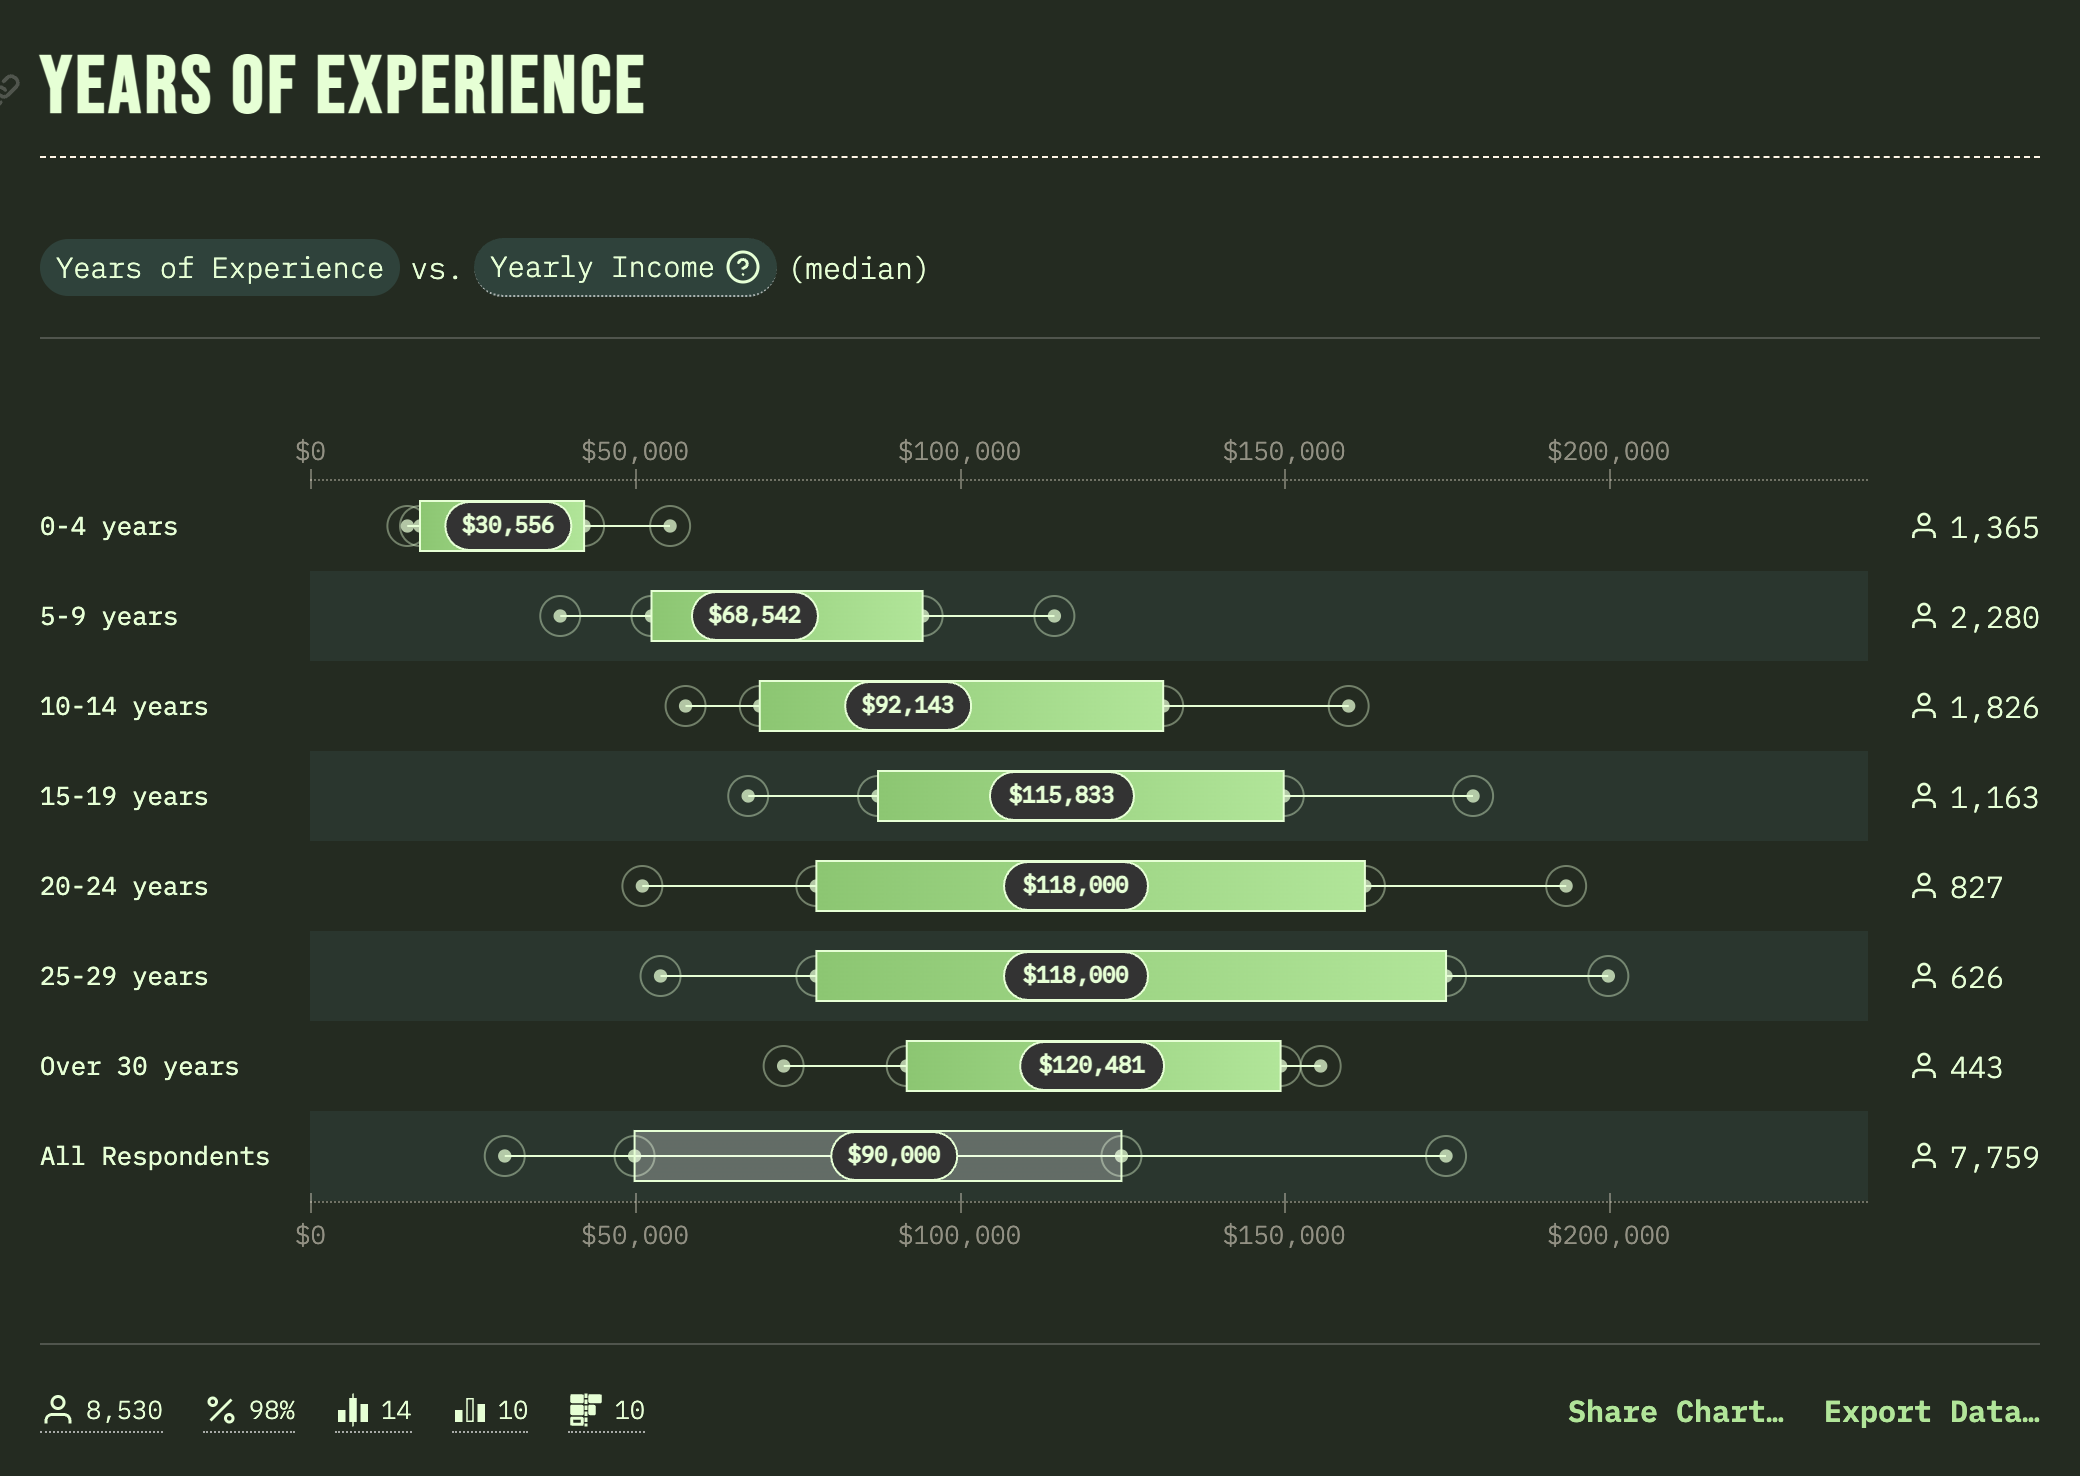 YEARS OF EXPERIENCE
Years of Experience vs. Yearly Income ? (median)
$0 $50,000 $100,000 $150,000 $200,000
0-4 years $30,556 1,365
5-9 years $68,542 2,280
10-14 years $92,143 1,826
15-19 years $115,833 1,163
20-24 years $118,000 827
25-29 years $118,000 626
Over 30 years $120,481 443
All Respondents $90,000 7,759
$0 $50,000 $100,000 $150,000 $200,000
8,530 98% 14 10 10 Share Chart… Export Data…